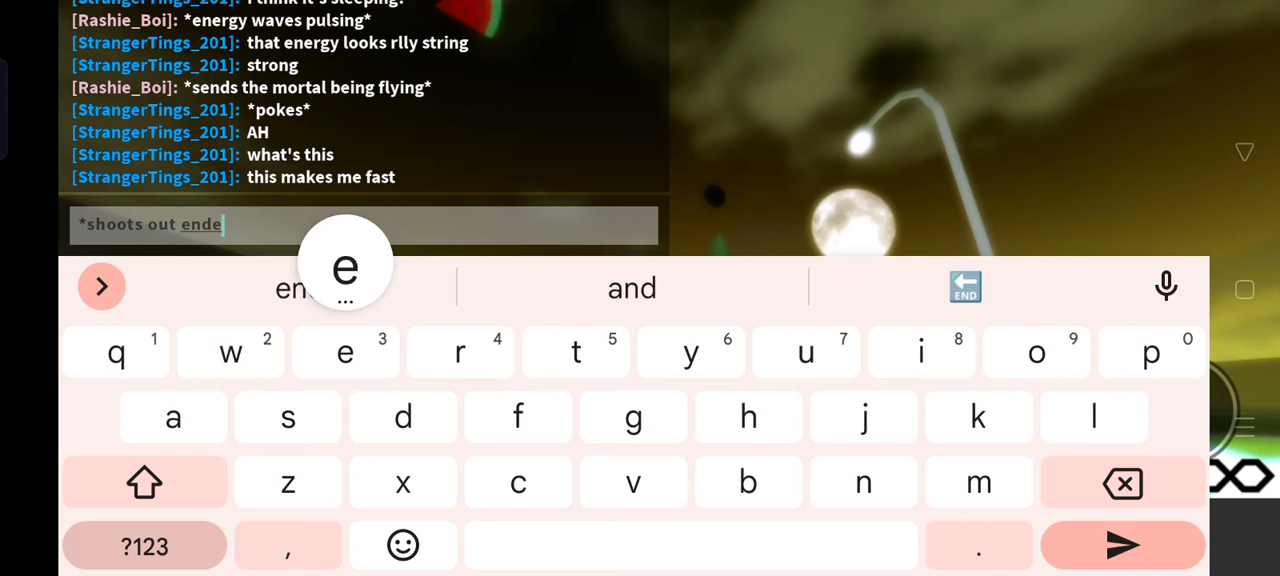 [Rashie_Boi]: *energy waves pulsing*
[StrangerTings_201]: that energy looks rlly string
[StrangerTings_201]: strong
[Rashie_Boi]: *sends the mortal being flying*
[StrangerTings_201]: *pokes*
[StrangerTings_201]: AH
[StrangerTings_201]: what's this
[StrangerTings_201]: this makes me fast
*shoots out ende
e
...
and
END
q 1 w 2 e 3 r 4 t 5 y 6 u 7 i 8 o 9 p 0
a s d f g h j k l
z x c v b n m
?123 , .